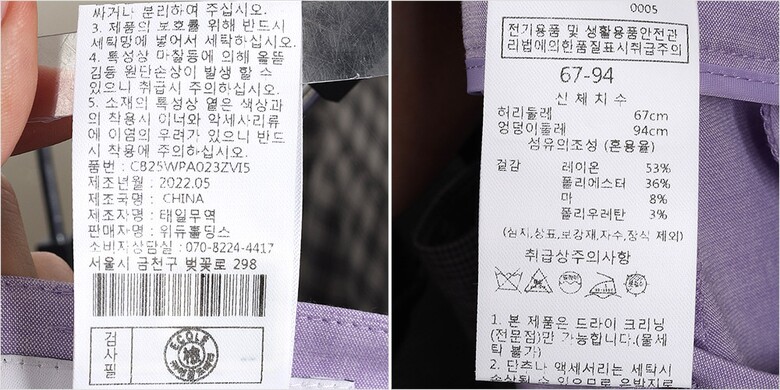 싸거나 분리하여 주십시오.
3. 제품의 보호를 위해 반드시
세탁망에 넣어서 세탁하십시오.
4. 특성상 마찰등에 의해 올뜯
김등 원단손상이 발생 할 수
있으니 취급시 주의하십시오.
5. 소재의 특성상 옅은 색상과
의 착용시 이너와 악세사리류
에 이염의 우려가 있으니 반드
시 착용에 주의하십시오.
품번 : CB25WPA023ZVI5
제조년월 : 2022.05
제조국명 : CHINA
제조자명 : 태일무역
판매자명 : 위듀홀딩스
소비자상담실 : 070-8224-4417
서울시 금천구 벚꽃로 298
검사필
ECOLE
0005
전기용품 및 생활용품안전관
리법에의한품질표시취급주의
67-94
신체치수
허리둘레 67cm
엉덩이둘레 94cm
섬유의조성 (혼용율)
겉감 레이온 53%
폴리에스터 36%
마 8%
폴리우레탄 3%
(심지,상표,보강재,자수,장식 제외)
취급상주의사항
1. 본 제품은 드라이 크리닝
(전문점)만 가능합니다.(물세
탁 불가)
2. 단추나 액세서리는 세탁시
손상될 수 있으므로